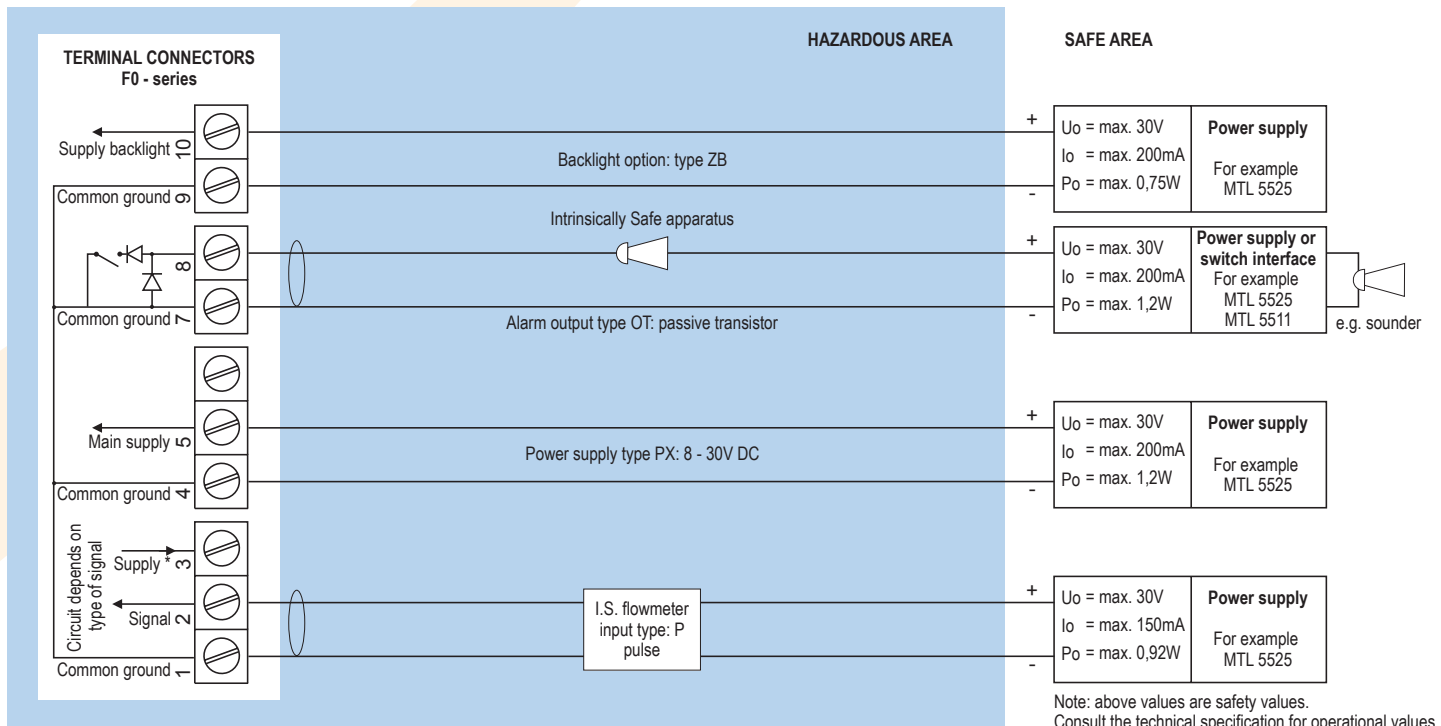 HAZARDOUS AREA
SAFE AREA
TERMINAL CONNECTORS
F0 - series
Supply backlight
10
Common ground
9
Backlight option: type ZB
+
-
Uo = max. 30V
Io = max. 200mA
Po = max. 0,75W
Power supply
For example
MTL 5525
Intrinsically Safe apparatus
8
Common ground
7
Alarm output type OT: passive transistor
+
-
Uo = max. 30V
Io = max. 200mA
Po = max. 1,2W
Power supply or
switch interface
For example
MTL 5525
MTL 5511
e.g. sounder
Main supply
5
Common ground
4
Power supply type PX: 8 - 30V DC
+
-
Uo = max. 30V
Io = max. 200mA
Po = max. 1,2W
Power supply
For example
MTL 5525
Circuit depends on
type of signal
Supply *
3
Signal
2
Common ground
1
I.S. flowmeter
input type: P
pulse
+
-
Uo = max. 30V
Io = max. 150mA
Po = max. 0,92W
Power supply
For example
MTL 5525
Note: above values are safety values.
Consult the technical specification for operational values.